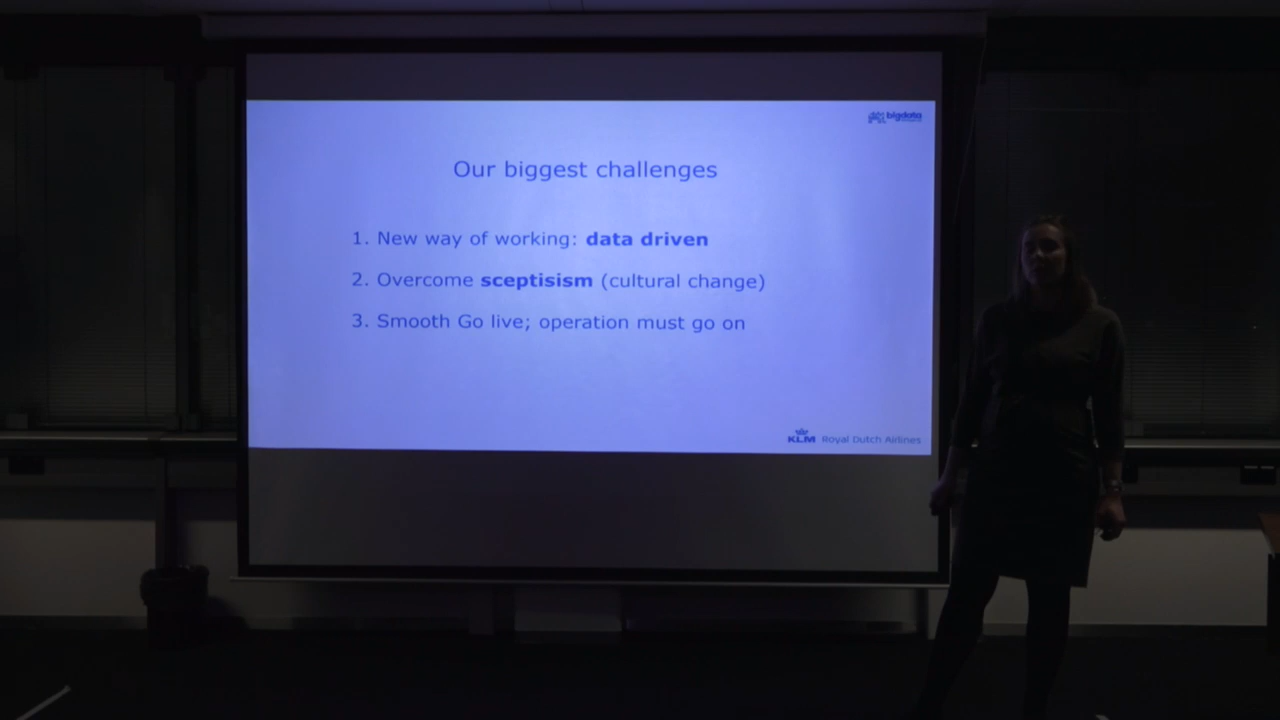 bigdata
Our biggest challenges
1. New way of working: data driven
2. Overcome sceptisism (cultural change)
3. Smooth Go live; operation must go on
KLM Royal Dutch Airlines